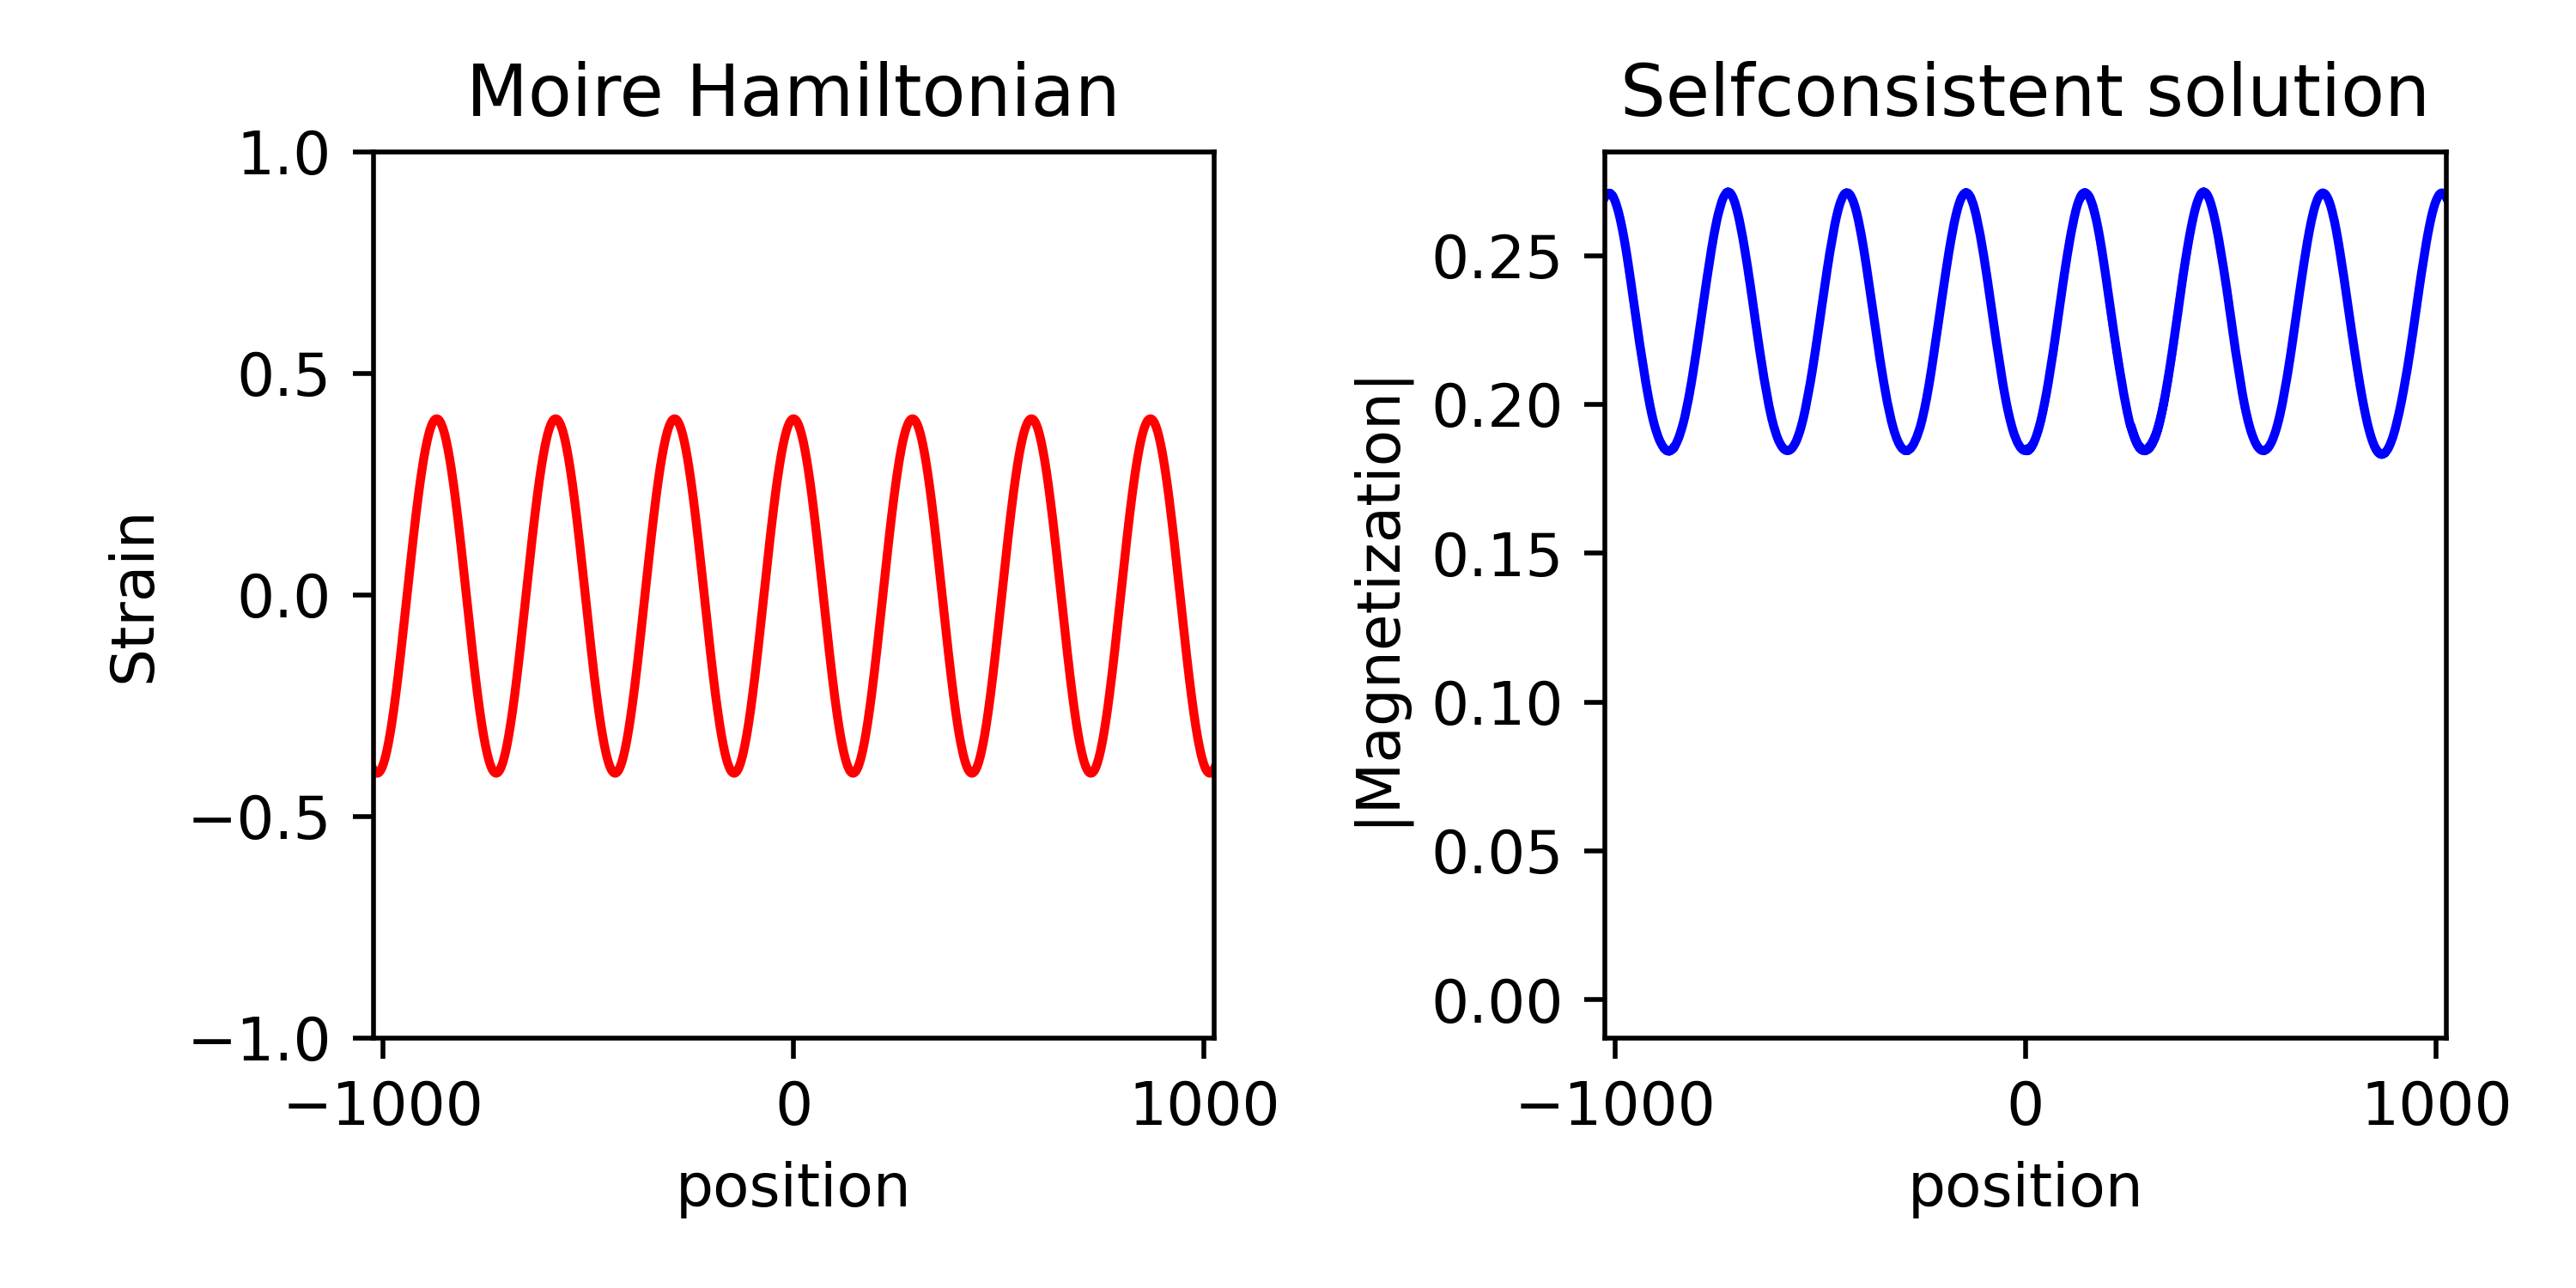 Moire Hamiltonian
1.0
0.5
0.0
−0.5
−1.0
Strain
−1000
0
1000
position
Selfconsistent solution
0.25
0.20
0.15
0.10
0.05
0.00
|Magnetization|
−1000
0
1000
position